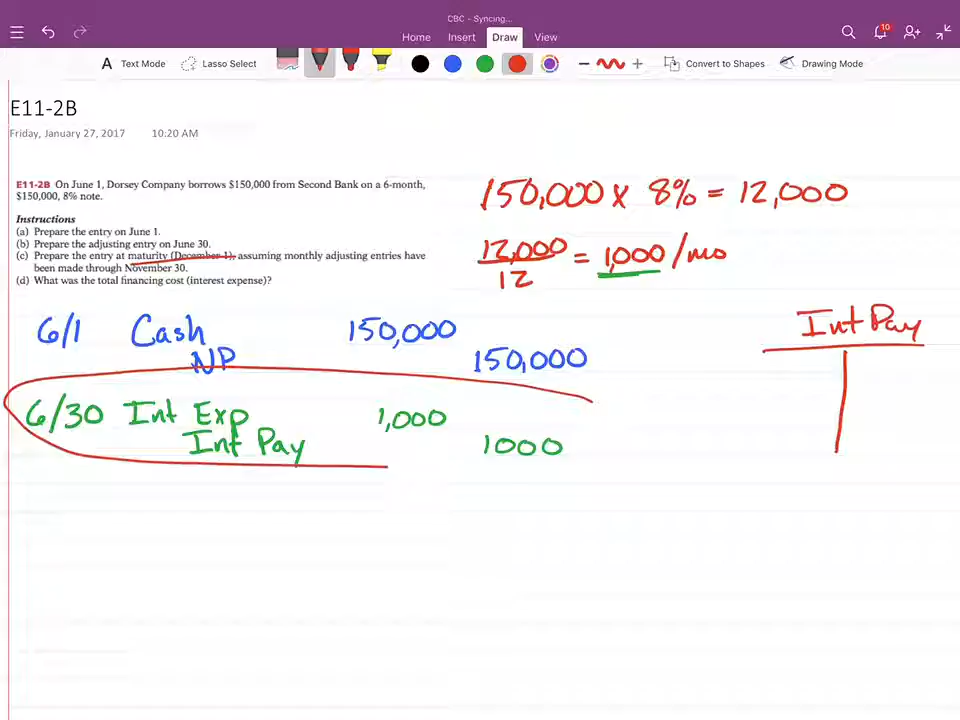 CBC - Syncing...
Home Insert Draw View
10
A Text Mode Lasso Select Convert to Shapes Drawing Mode
E11-2B
Friday, January 27, 2017 10:20 AM
E11-2B On June 1, Dorsey Company borrows $150,000 from Second Bank on a 6-month,
$150,000, 8% note.
Instructions
(a) Prepare the entry on June 1.
(b) Prepare the adjusting entry on June 30.
(c) Prepare the entry at maturity (December 1), assuming monthly adjusting entries have
been made through November 30.
(d) What was the total financing cost (interest expense)?
150,000 x 8% = 12,000
12,000
12
= 1,000 /mo
6/1 Cash 150,000
NP 150,000
6/30 Int Exp 1,000
Int Pay 1000
Int Pay